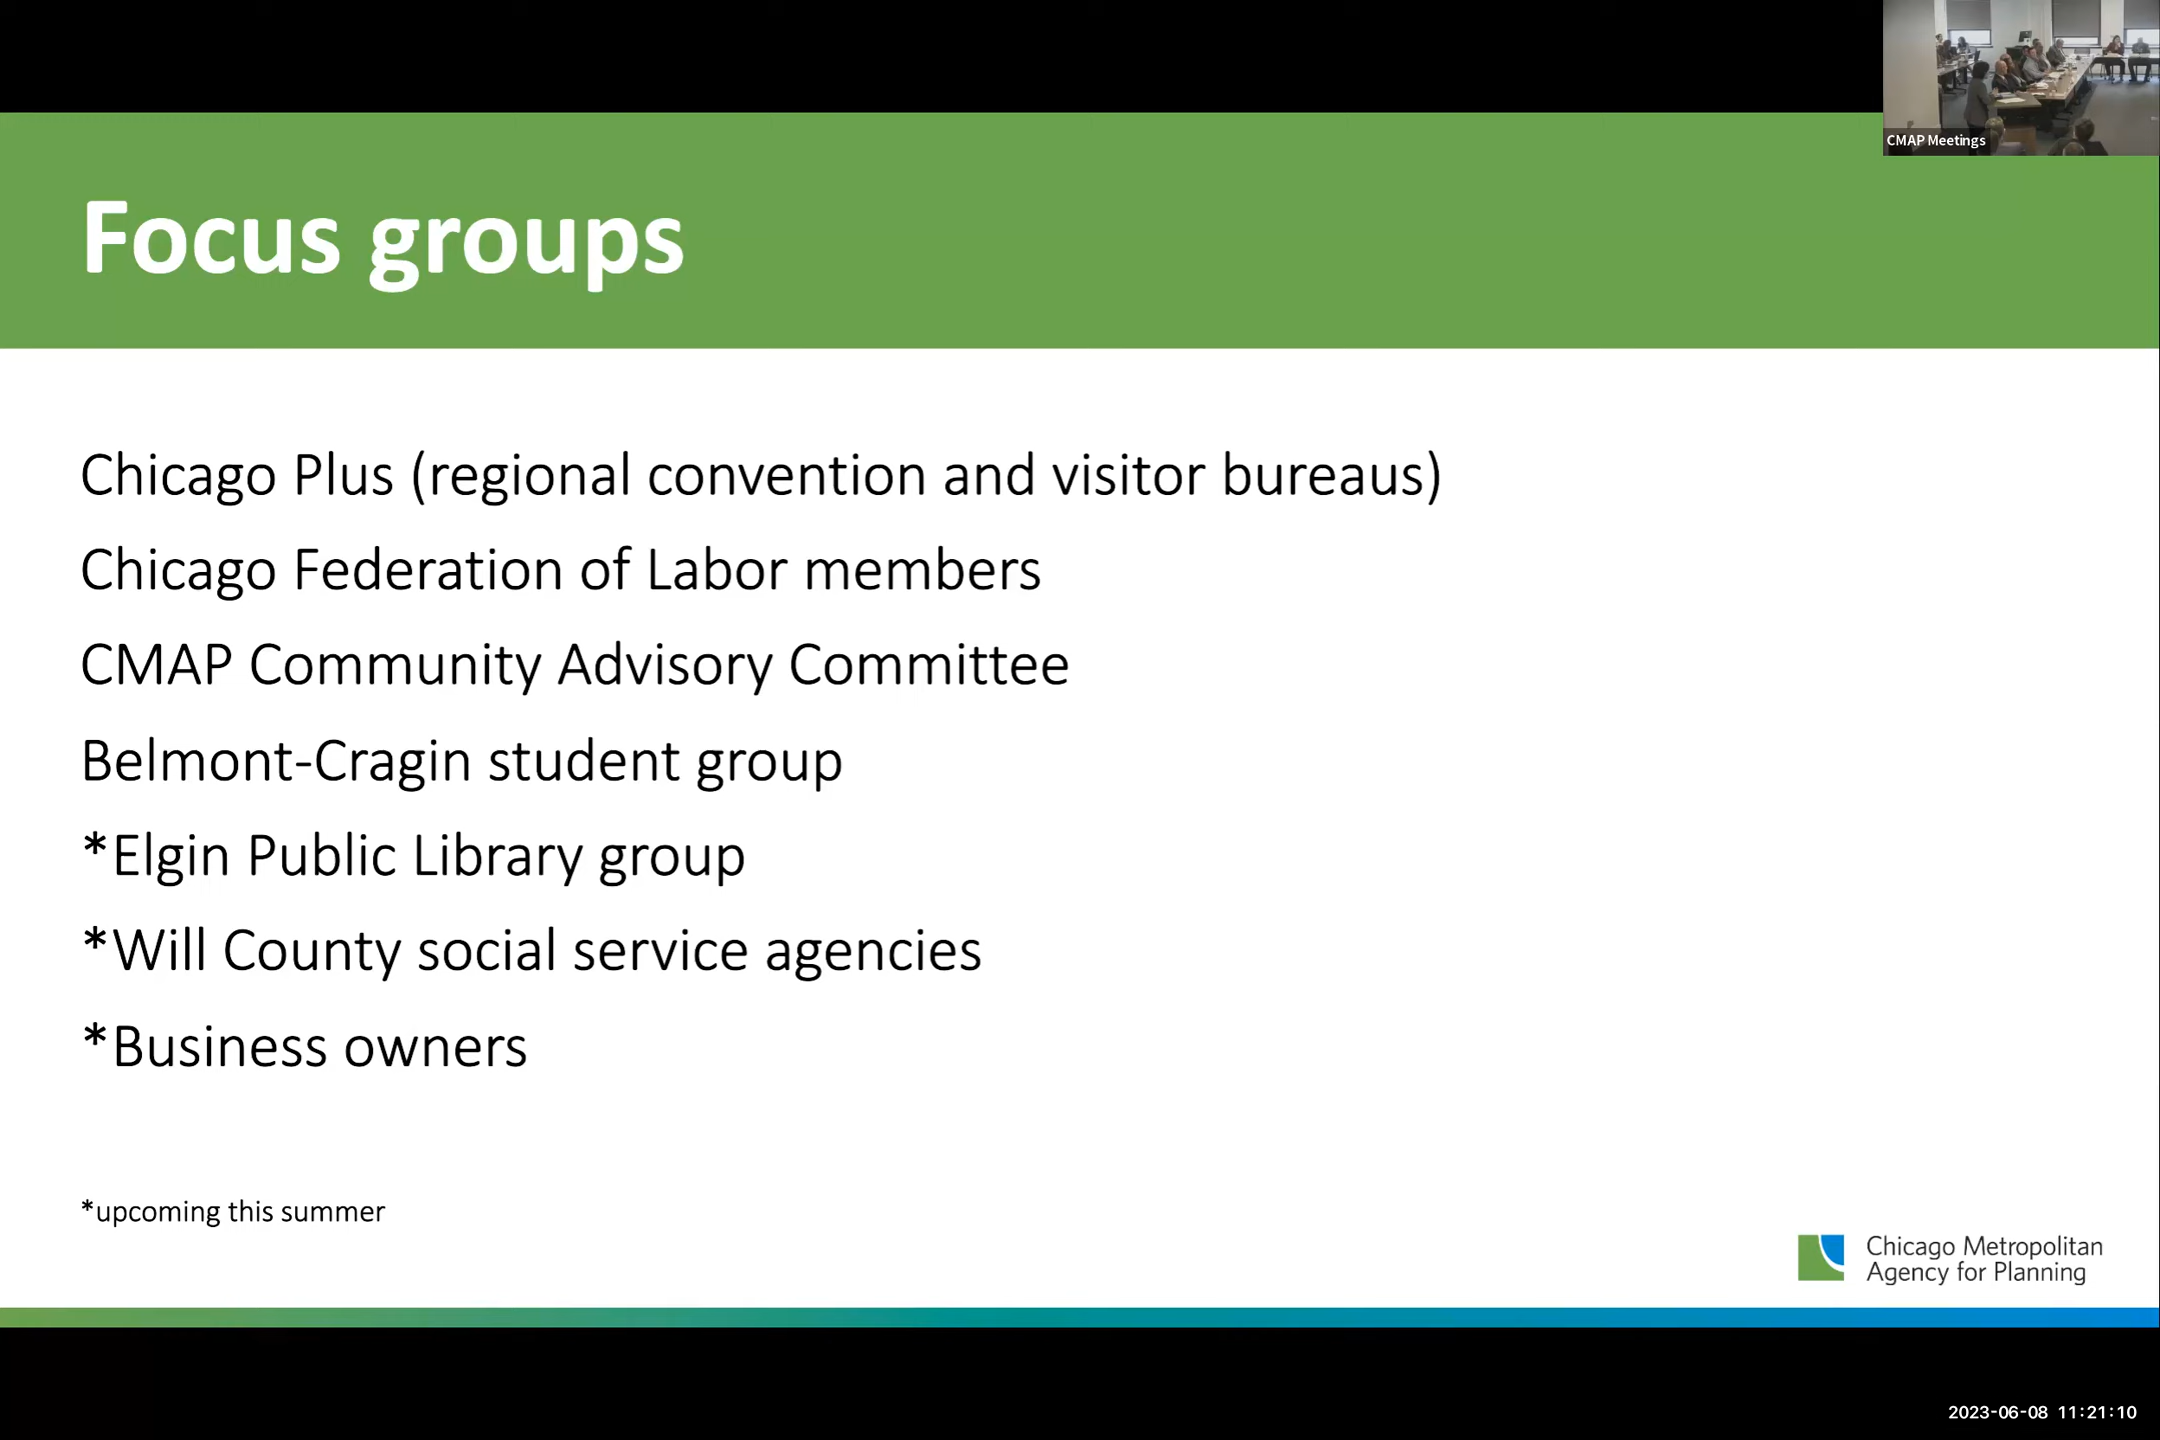 CMAP Meetings
Focus groups
Chicago Plus (regional convention and visitor bureaus)
Chicago Federation of Labor members
CMAP Community Advisory Committee
Belmont-Cragin student group
*Elgin Public Library group
*Will County social service agencies
*Business owners
*upcoming this summer
Chicago Metropolitan
Agency for Planning
2023-06-08 11:21:10